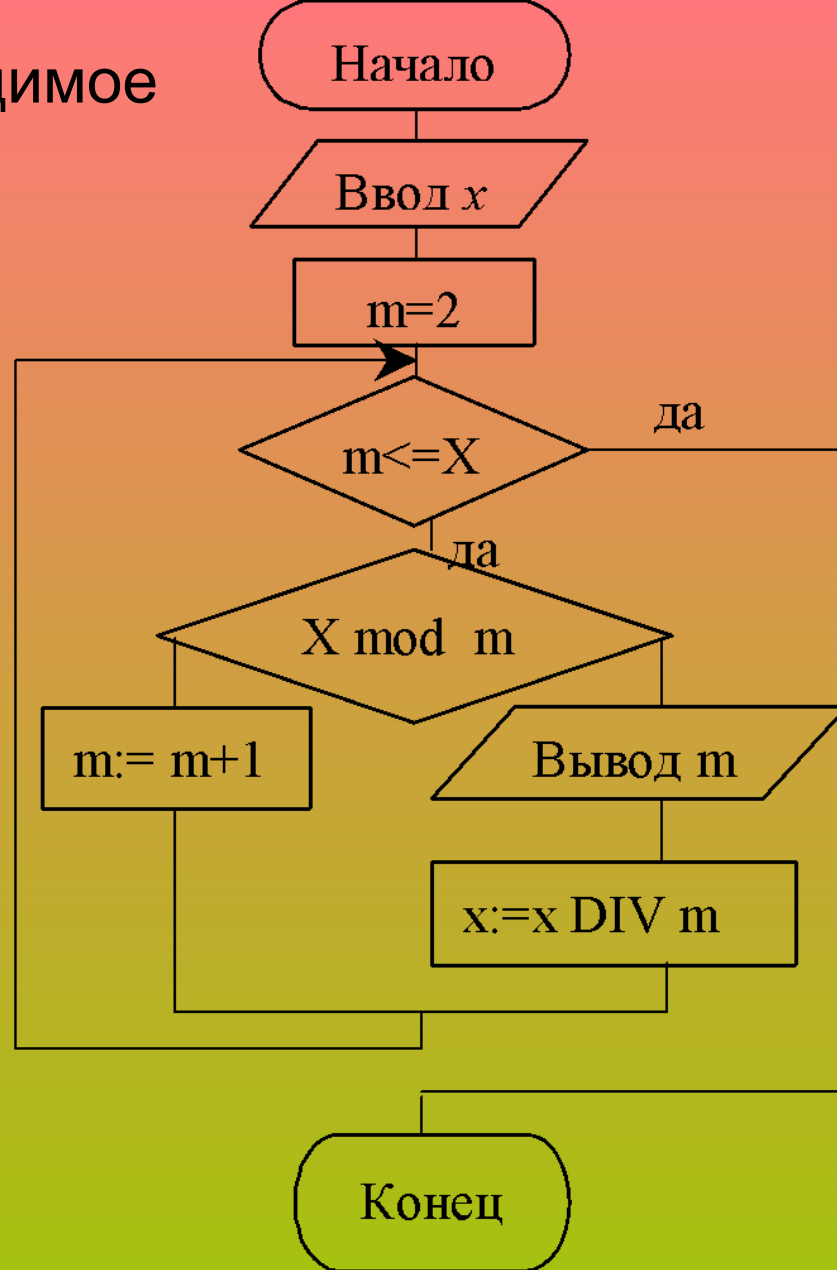 Начало
димое
Ввод x
m=2
да
m<=X
да
X mod m
m:= m+1
Вывод m
x:=x DIV m
Конец